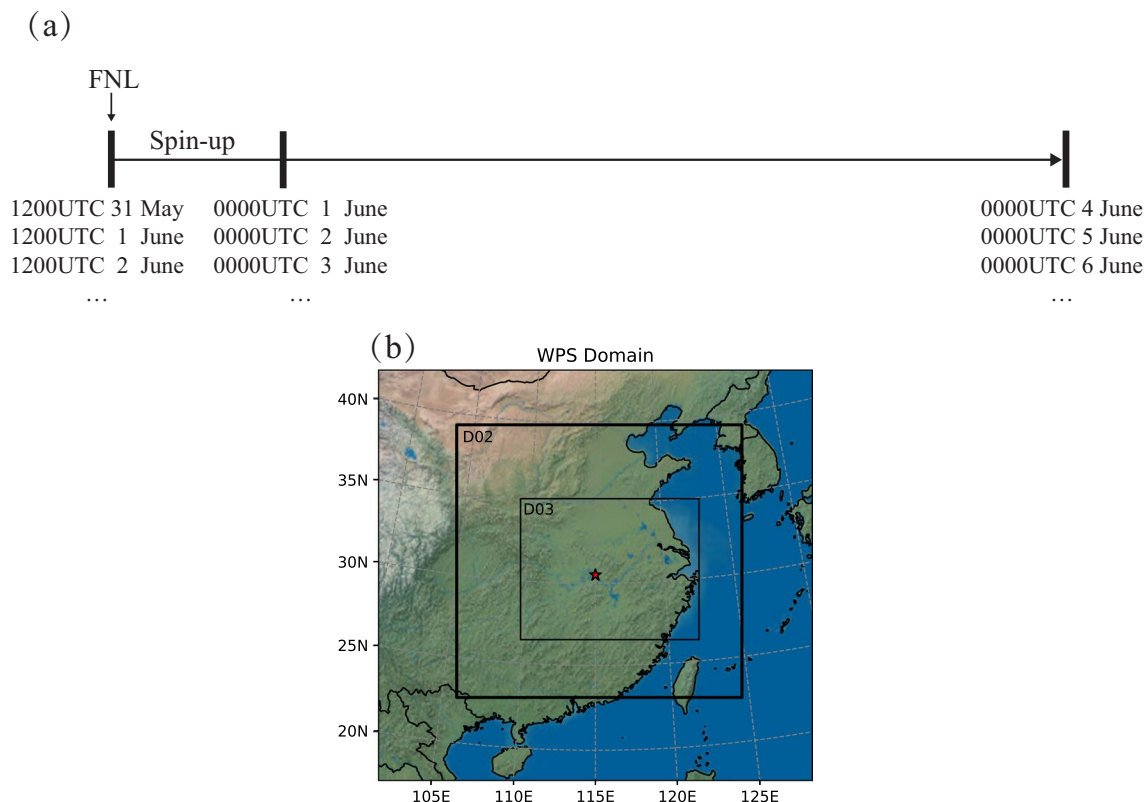 (a)
FNL
Spin-up
1200UTC 31 May 0000UTC 1 June 0000UTC 4 June
1200UTC 1 June 0000UTC 2 June 0000UTC 5 June
1200UTC 2 June 0000UTC 3 June 0000UTC 6 June
... ... ...
(b)
WPS Domain
40N
D02
35N
D03
30N
25N
20N
105E 110E 115E 120E 125E